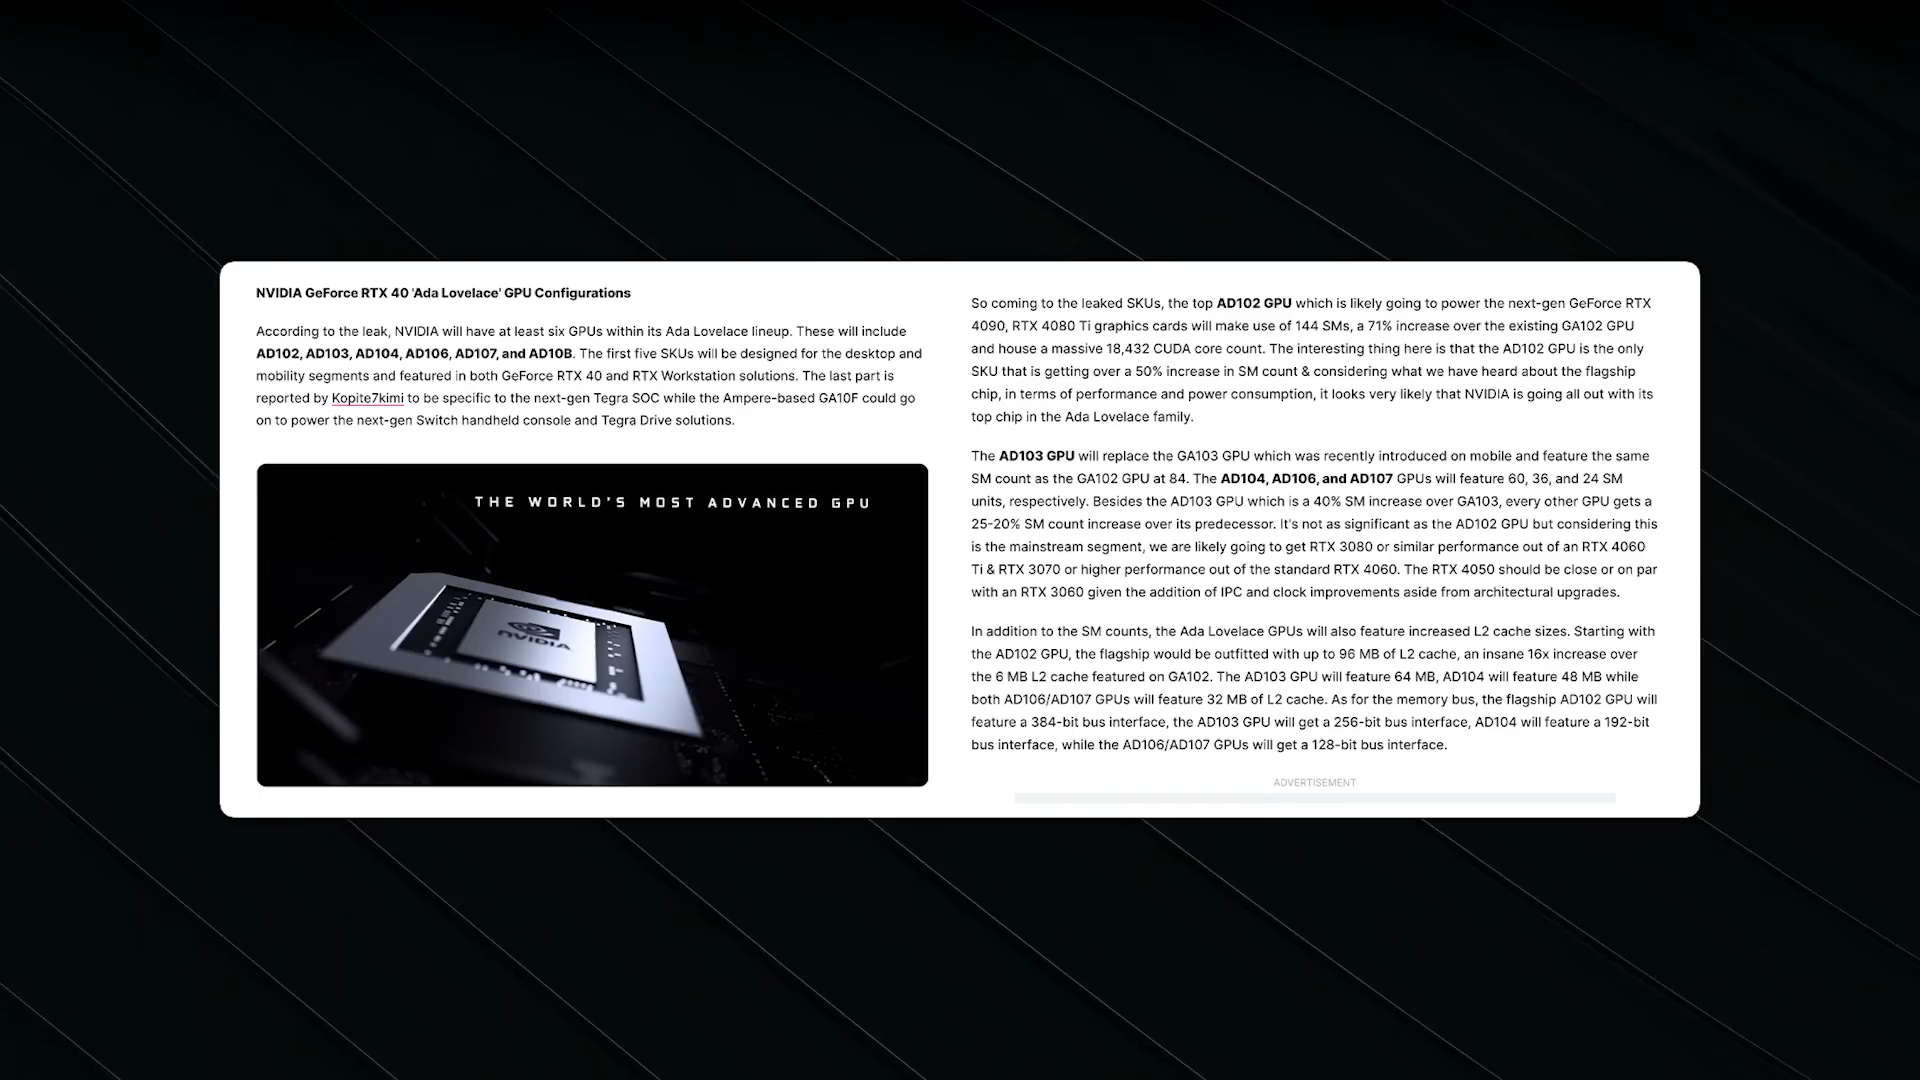 NVIDIA GeForce RTX 40 'Ada Lovelace' GPU Configurations
According to the leak, NVIDIA will have at least six GPUs within its Ada Lovelace lineup. These will include
AD102, AD103, AD104, AD106, AD107, and AD10B. The first five SKUs will be designed for the desktop and
mobility segments and featured in both GeForce RTX 40 and RTX Workstation solutions. The last part is
reported by Kopite7kimi to be specific to the next-gen Tegra SOC while the Ampere-based GA10F could go
on to power the next-gen Switch handheld console and Tegra Drive solutions.
THE WORLD'S MOST ADVANCED GPU
NVIDIA
So coming to the leaked SKUs, the top AD102 GPU which is likely going to power the next-gen GeForce RTX
4090, RTX 4080 Ti graphics cards will make use of 144 SMs, a 71% increase over the existing GA102 GPU
and house a massive 18,432 CUDA core count. The interesting thing here is that the AD102 GPU is the only
SKU that is getting over a 50% increase in SM count & considering what we have heard about the flagship
chip, in terms of performance and power consumption, it looks very likely that NVIDIA is going all out with its
top chip in the Ada Lovelace family.
The AD103 GPU will replace the GA103 GPU which was recently introduced on mobile and feature the same
SM count as the GA102 GPU at 84. The AD104, AD106, and AD107 GPUs will feature 60, 36, and 24 SM
units, respectively. Besides the AD103 GPU which is a 40% SM increase over GA103, every other GPU gets a
25-20% SM count increase over its predecessor. It's not as significant as the AD102 GPU but considering this
is the mainstream segment, we are likely going to get RTX 3080 or similar performance out of an RTX 4060
Ti & RTX 3070 or higher performance out of the standard RTX 4060. The RTX 4050 should be close or on par
with an RTX 3060 given the addition of IPC and clock improvements aside from architectural upgrades.
In addition to the SM counts, the Ada Lovelace GPUs will also feature increased L2 cache sizes. Starting with
the AD102 GPU, the flagship would be outfitted with up to 96 MB of L2 cache, an insane 16x increase over
the 6 MB L2 cache featured on GA102. The AD103 GPU will feature 64 MB, AD104 will feature 48 MB while
both AD106/AD107 GPUs will feature 32 MB of L2 cache. As for the memory bus, the flagship AD102 GPU will
feature a 384-bit bus interface, the AD103 GPU will get a 256-bit bus interface, AD104 will feature a 192-bit
bus interface, while the AD106/AD107 GPUs will get a 128-bit bus interface.
ADVERTISEMENT